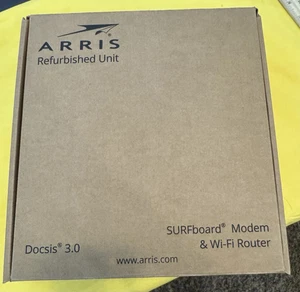 ARRIS
Refurbished Unit
SURFboard® Modem
& Wi-Fi Router
Docsis® 3.0
www.arris.com